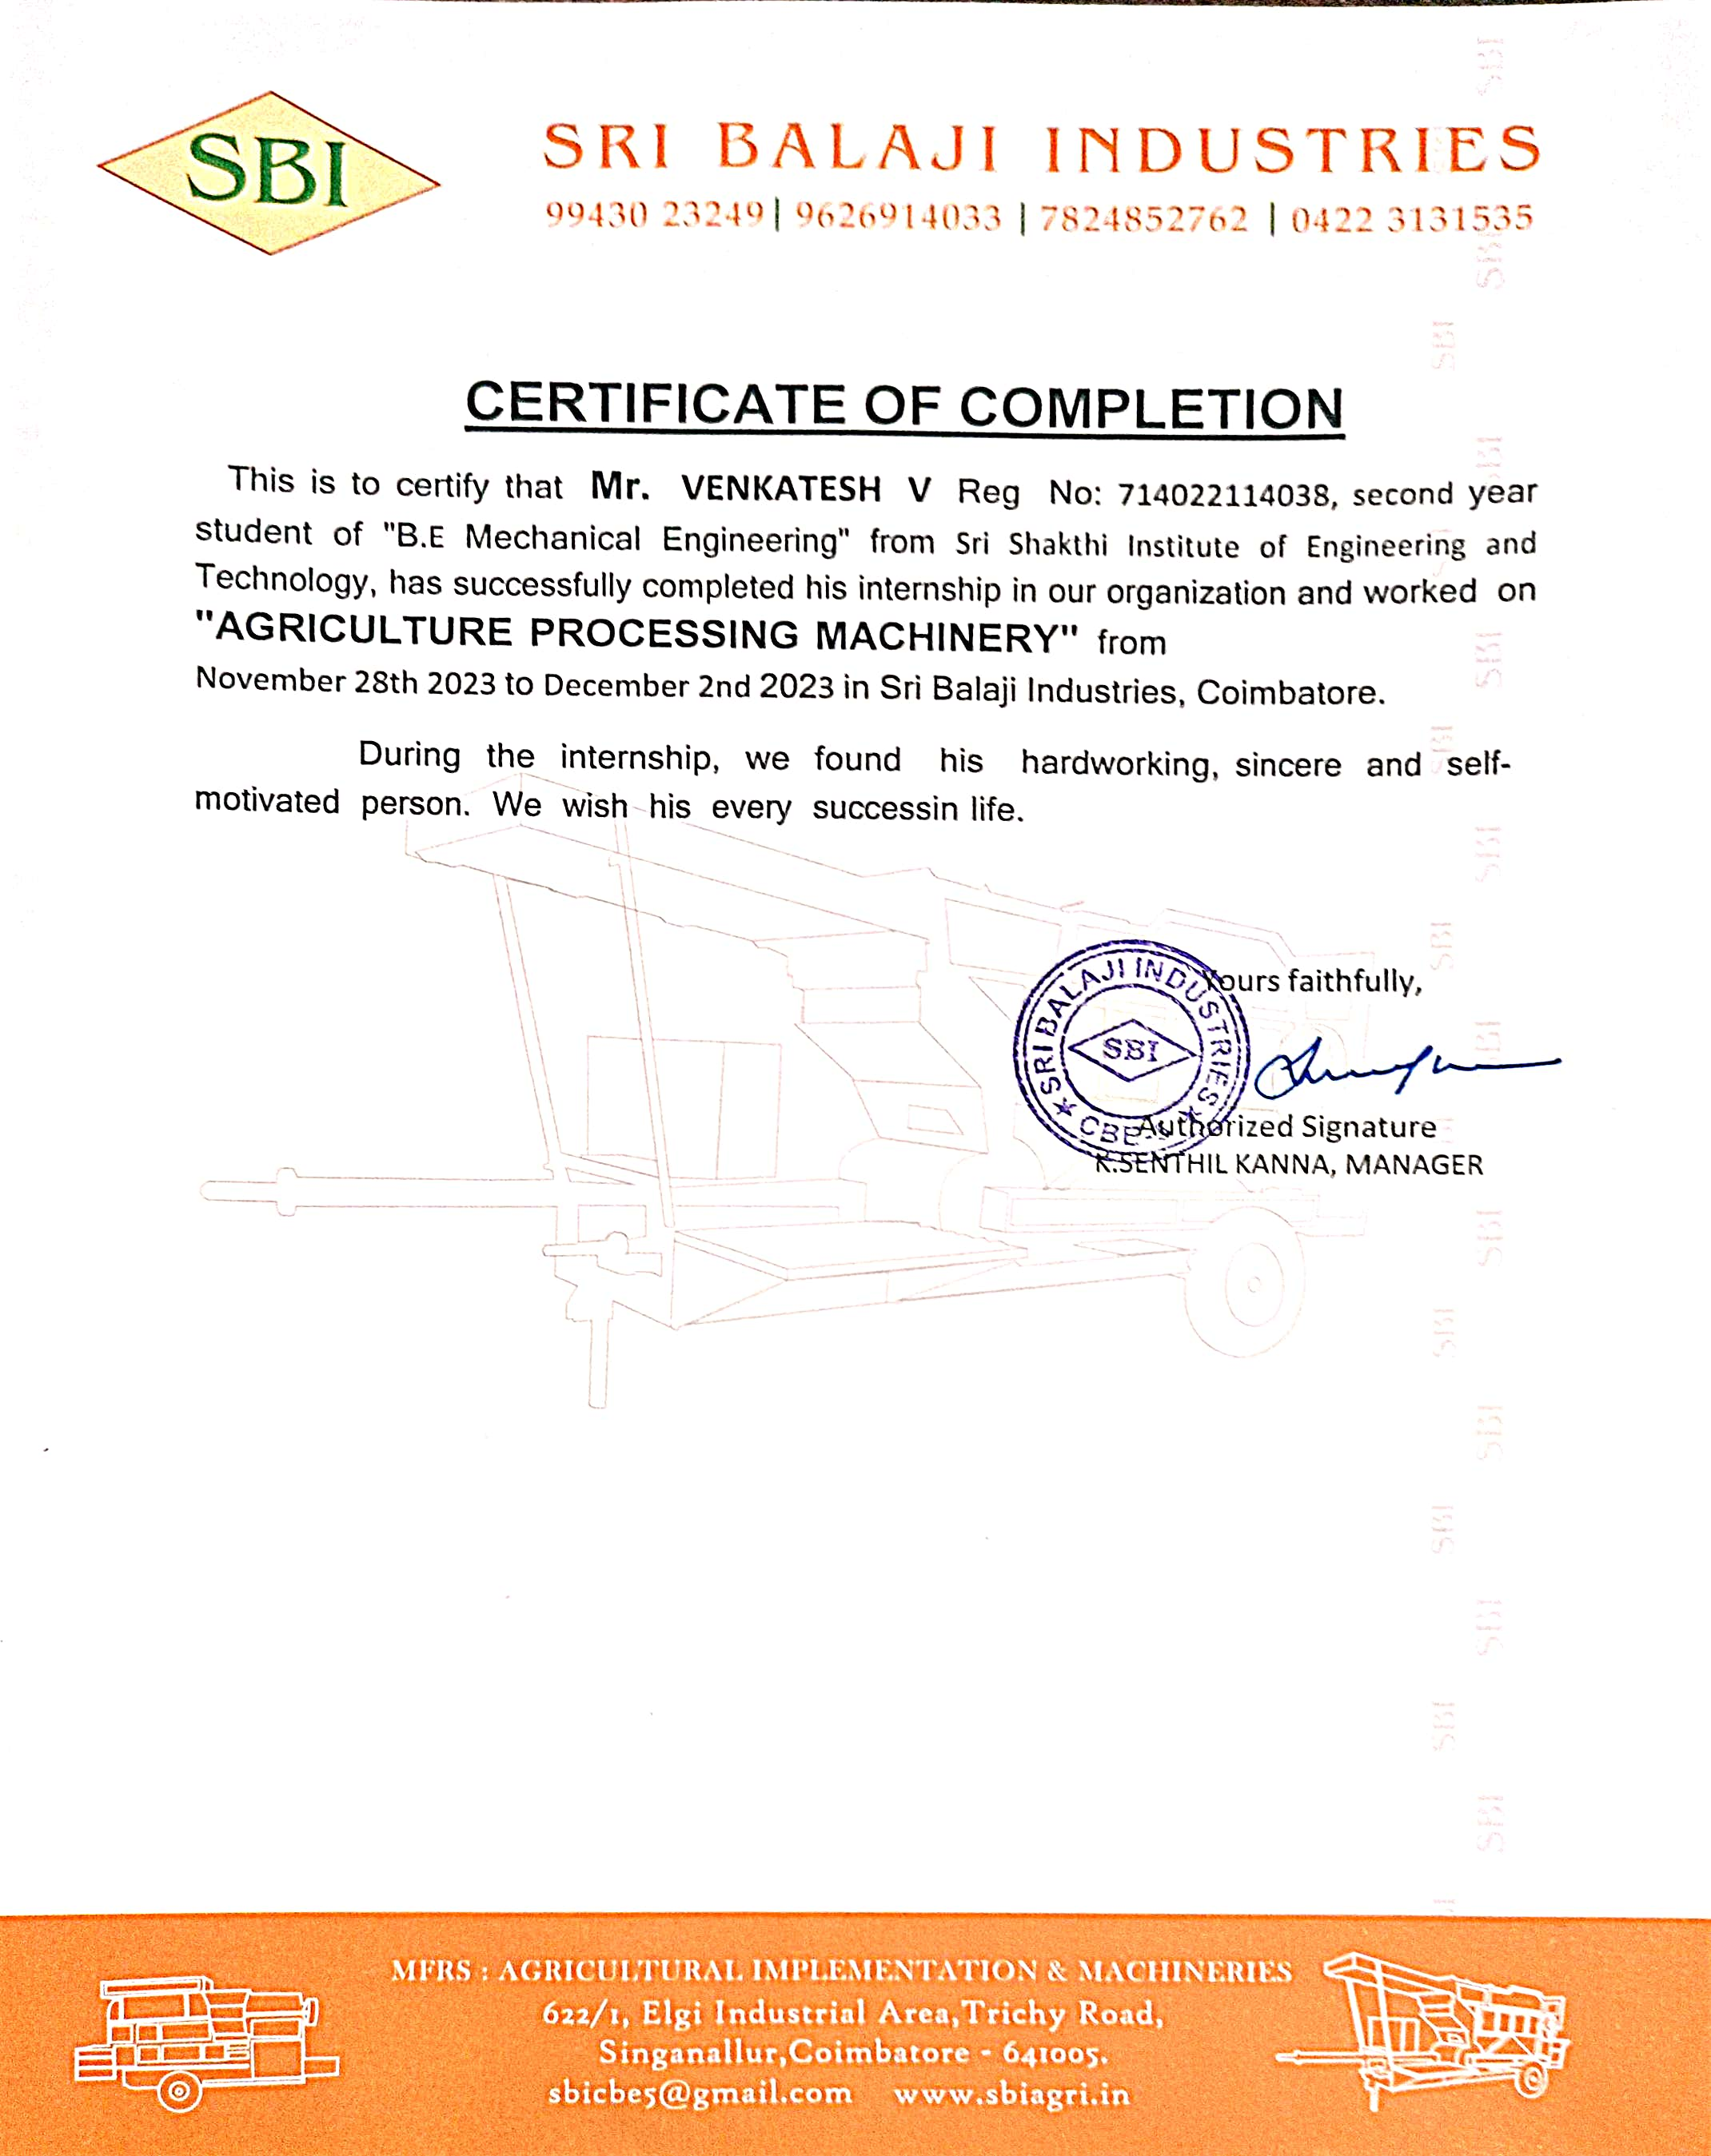 SBI
SRI BALAJI INDUSTRIES
99430 23249| 9626914033 | 7824852762 | 0422 3131535
CERTIFICATE OF COMPLETION
This is to certify that Mr. VENKATESH V Reg No: 714022114038, second year
student of "B.E Mechanical Engineering" from Sri Shakthi Institute of Engineering and
Technology, has successfully completed his internship in our organization and worked on
"AGRICULTURE PROCESSING MACHINERY" from
November 28th 2023 to December 2nd 2023 in Sri Balaji Industries, Coimbatore.
During the internship, we found his hardworking, sincere and self-
motivated person. We wish his every successin life.
Yours faithfully,
SRI BALAJI INDUSTRIES
SBI
Authorized Signature
K.SENTHIL KANNA, MANAGER
MFRS : AGRICULTURAL IMPLEMENTATION & MACHINERIES
622/1, Elgi Industrial Area,Trichy Road,
Singanallur,Coimbatore - 641005.
sbicbe5@gmail.com www.sbiagri.in